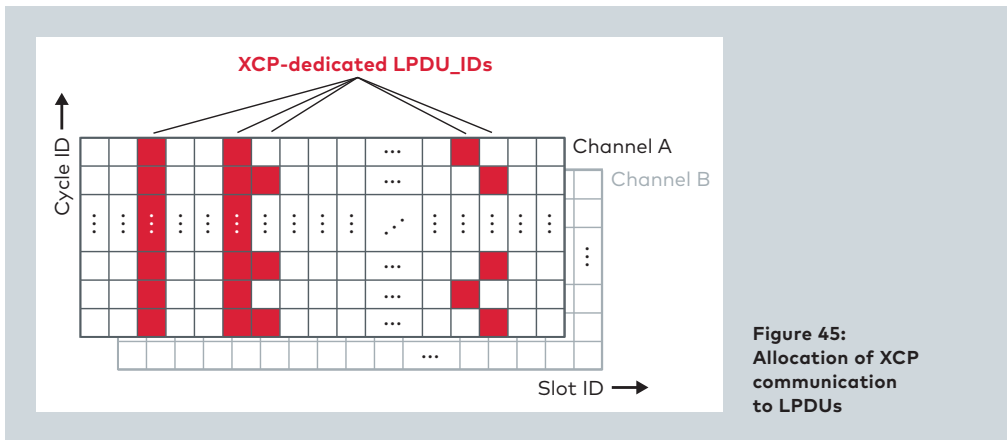 XCP-dedicated LPDU_IDs
Cycle ID
Channel A
Channel B
...
...
...
...
...
...
Slot ID
Figure 45:
Allocation of XCP
communication
to LPDUs